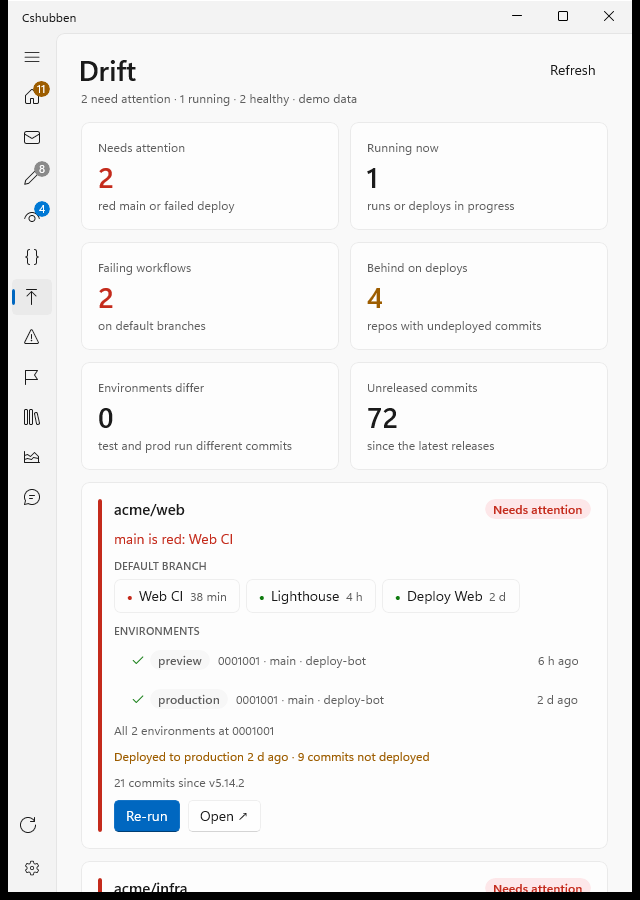 Cshubben
Drift
Refresh
2 need attention · 1 running · 2 healthy · demo data
11
8
4
Needs attention
2
red main or failed deploy
Running now
1
runs or deploys in progress
Failing workflows
2
on default branches
Behind on deploys
4
repos with undeployed commits
Environments differ
0
test and prod run different commits
Unreleased commits
72
since the latest releases
acme/web
Needs attention
main is red: Web CI
DEFAULT BRANCH
Web CI 38 min
Lighthouse 4 h
Deploy Web 2 d
ENVIRONMENTS
preview 0001001 · main · deploy-bot 6 h ago
production 0001001 · main · deploy-bot 2 d ago
All 2 environments at 0001001
Deployed to production 2 d ago · 9 commits not deployed
21 commits since v5.14.2
Re-run
Open ↗
acme/infra
Needs attention